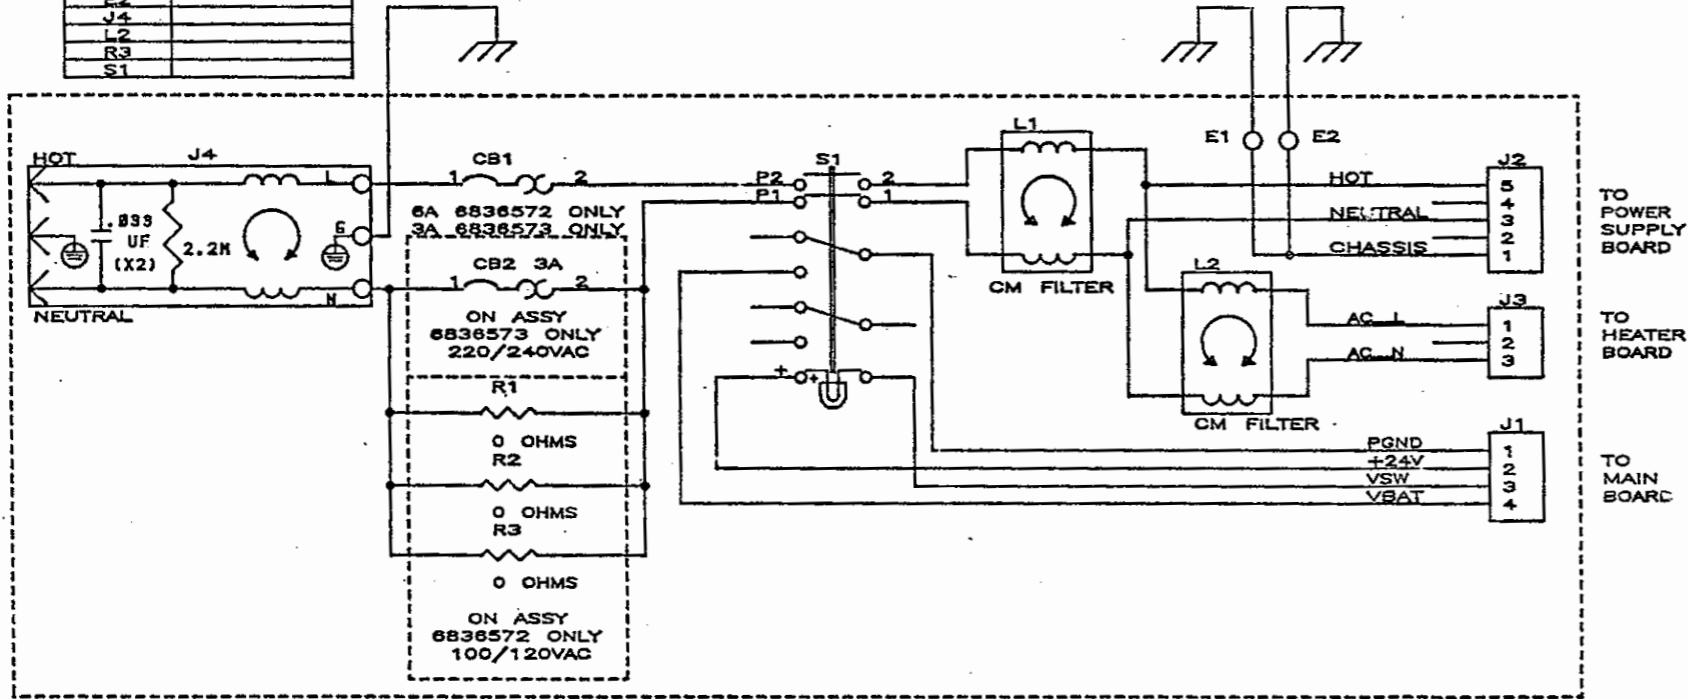 J4
L2
R3
S1
HOT
J4
L
.033
UF
(X2)
2.2M
G
N
NEUTRAL
CB1
1 2
6A 6836572 ONLY
3A 6836573 ONLY
CB2 3A
1 2
ON ASSY
6836573 ONLY
220/240VAC
R1
0 OHMS
R2
0 OHMS
R3
0 OHMS
ON ASSY
6836572 ONLY
100/120VAC
S1
P2 2
P1 1
+ +
L1
CM FILTER
L2
CM FILTER
E1 E2
J2
HOT 5
4
NEUTRAL 3
2
CHASSIS 1
TO
POWER
SUPPLY
BOARD
J3
AC_L 1
2
AC_N 3
TO
HEATER
BOARD
J1
PGND 1
+24V 2
VSW 3
VBAT 4
TO
MAIN
BOARD